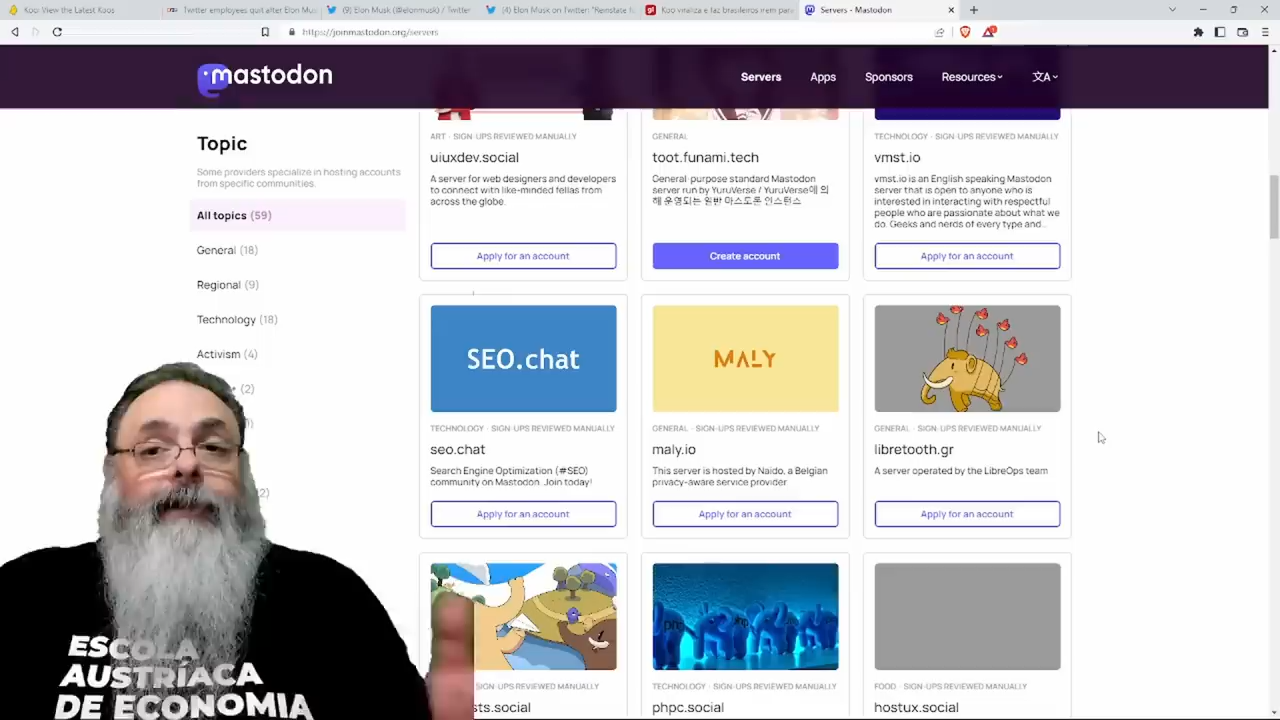 Koo: View the Latest Koos
Twitter employees quit after Elon Mus
(9) Elon Musk (@elonmusk) / Twitter
(4) Elon Musk on Twitter: "Reinstate f
Koo viraliza e faz brasileiros irem para
Servers - Mastodon
https://joinmastodon.org/servers
mastodon
Servers
Apps
Sponsors
Resources
文A
Topic
Some providers specialize in hosting accounts
from specific communities.
All topics (59)
General (18)
Regional (9)
Technology (18)
Activism (4)
(2)
ART · SIGN-UPS REVIEWED MANUALLY
uiuxdev.social
A server for web designers and developers
to connect with like-minded fellas from
across the globe.
Apply for an account
GENERAL
toot.funami.tech
General-purpose standard Mastodon
server run by YuruVerse / YuruVerse에 의
해 운영되는 일반 마스토돈 인스턴스
Create account
TECHNOLOGY · SIGN-UPS REVIEWED MANUALLY
vmst.io
vmst.io is an English speaking Mastodon
server that is open to anyone who is
interested in interacting with respectful
people who are passionate about what we
do. Geeks and nerds of every type and...
Apply for an account
SEO.chat
TECHNOLOGY · SIGN-UPS REVIEWED MANUALLY
seo.chat
Search Engine Optimization (#SEO)
community on Mastodon. Join today!
Apply for an account
MALY
GENERAL · SIGN-UPS REVIEWED MANUALLY
maly.io
This server is hosted by Naido, a Belgian
privacy-aware service provider
Apply for an account
GENERAL · SIGN-UPS REVIEWED MANUALLY
libretooth.gr
A server operated by the LibreOps team
Apply for an account
SIGN-UPS REVIEWED MANUALLY
sts.social
TECHNOLOGY · SIGN-UPS REVIEWED MANUALLY
phpc.social
FOOD · SIGN-UPS REVIEWED MANUALLY
hostux.social
ESCOLA
AUSTRÍACA
DE ECONOMIA